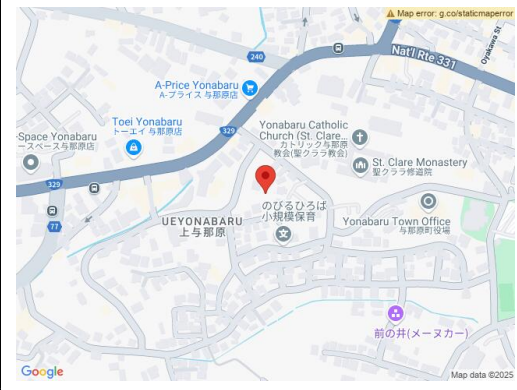 Map error: g.co/staticmaperror
240
Nat'l Rte 331
Oyakawa St
A-Price Yonabaru
A-プライス 与那原店
Toei Yonabaru
トーエイ 与那原店
329
Yonabaru Catholic
Church (St. Clare...
カトリック与那原
教会(聖クララ教会)
-Space Yonabaru
ースペース与那原店
St. Clare Monastery
聖クララ修道院
329
77
のびるひろば
小規模保育
UEYONABARU
上与那原
Yonabaru Town Office
与那原町役場
前の井(メーヌカー)
Google
Map data ©2025